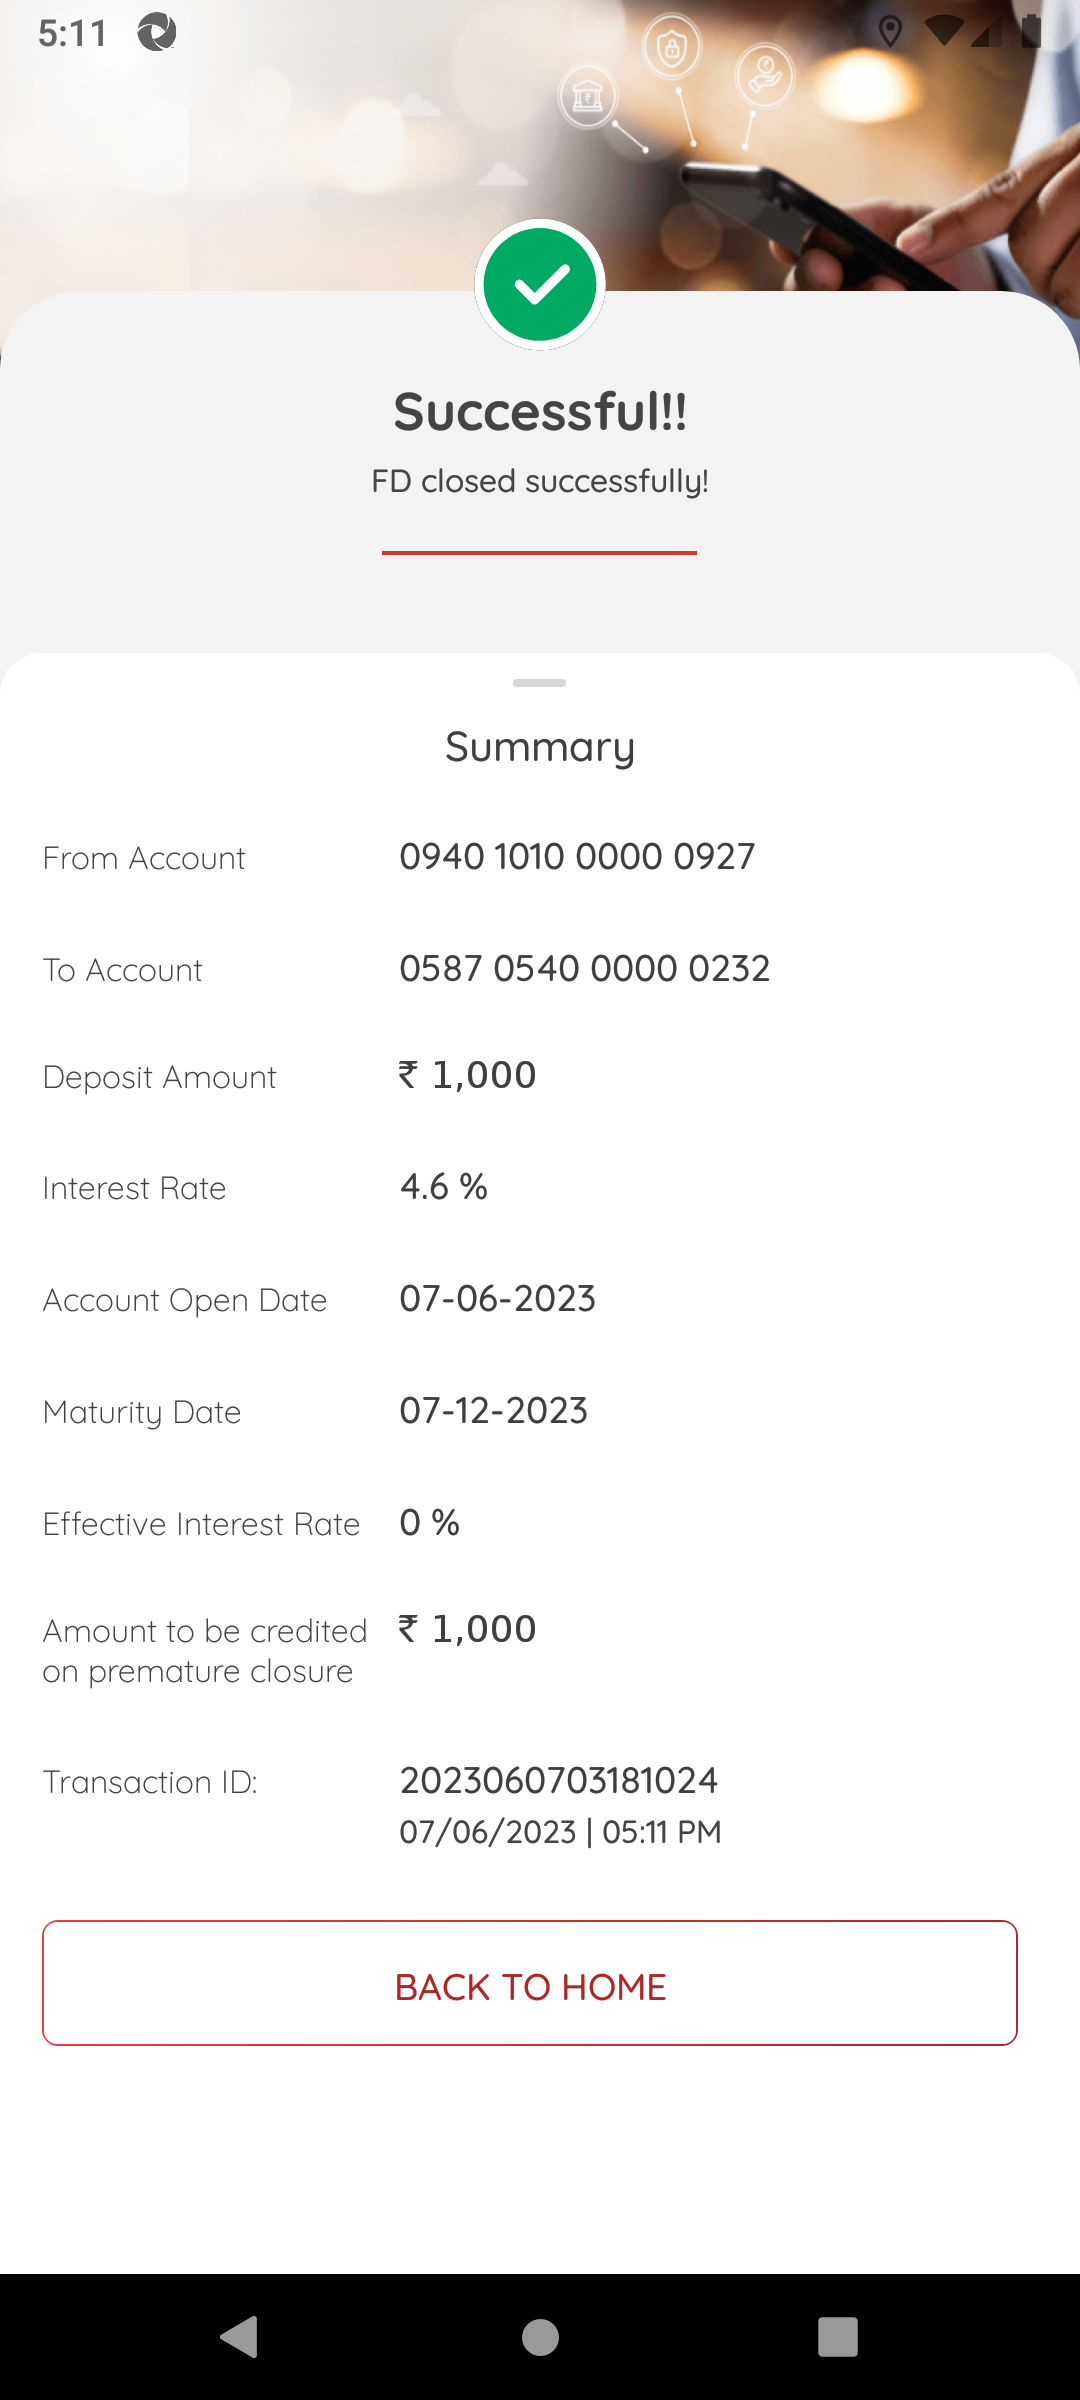 5:11
Successful!!
FD closed successfully!
Summary
From Account 0940 1010 0000 0927
To Account 0587 0540 0000 0232
Deposit Amount ₹ 1,000
Interest Rate 4.6 %
Account Open Date 07-06-2023
Maturity Date 07-12-2023
Effective Interest Rate 0 %
Amount to be credited ₹ 1,000
on premature closure
Transaction ID: 2023060703181024
07/06/2023 | 05:11 PM
BACK TO HOME